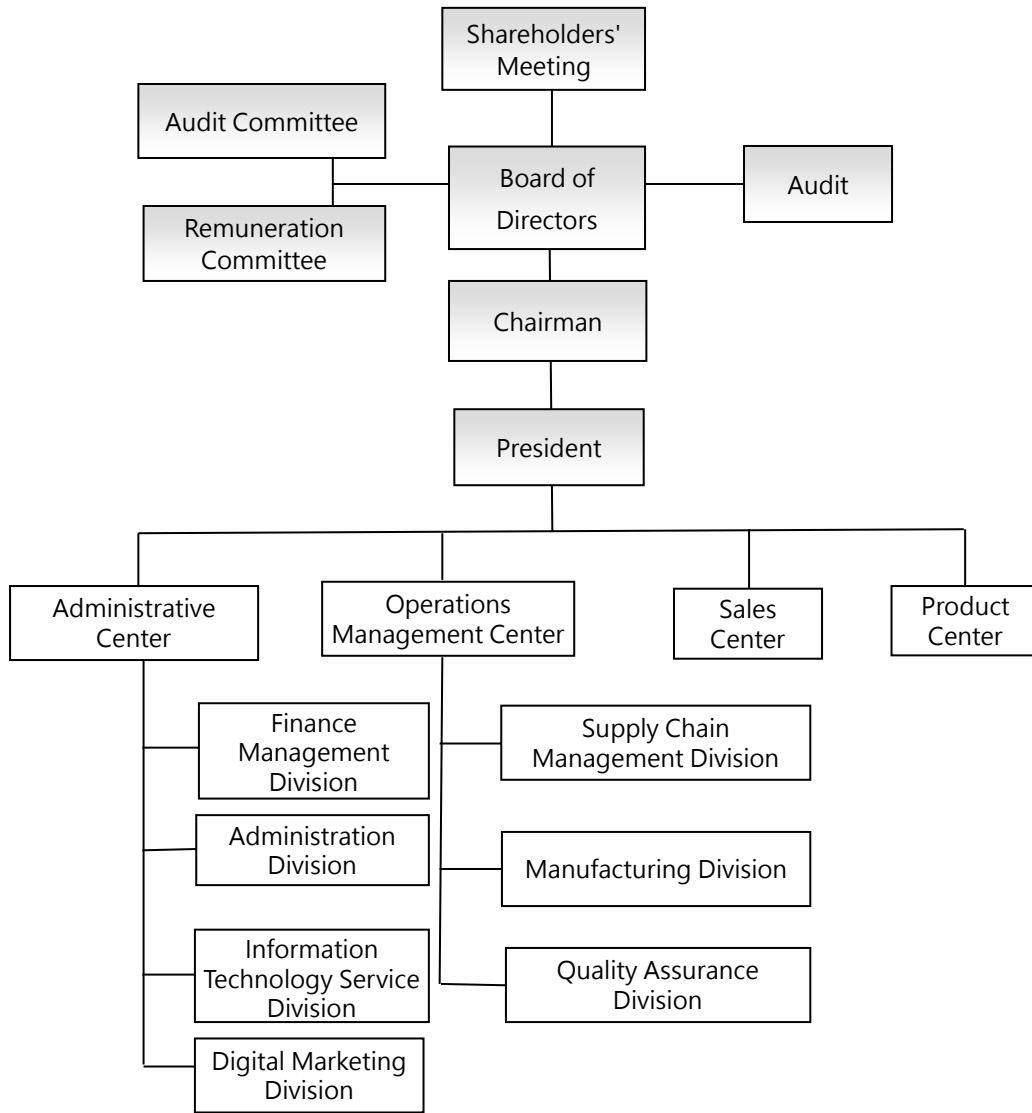 Shareholders'
Meeting
Audit Committee
Board of
Directors
Audit
Remuneration
Committee
Chairman
President
Administrative
Center
Operations
Management Center
Sales
Center
Product
Center
Finance
Management
Division
Administration
Division
Information
Technology Service
Division
Digital Marketing
Division
Supply Chain
Management Division
Manufacturing Division
Quality Assurance
Division